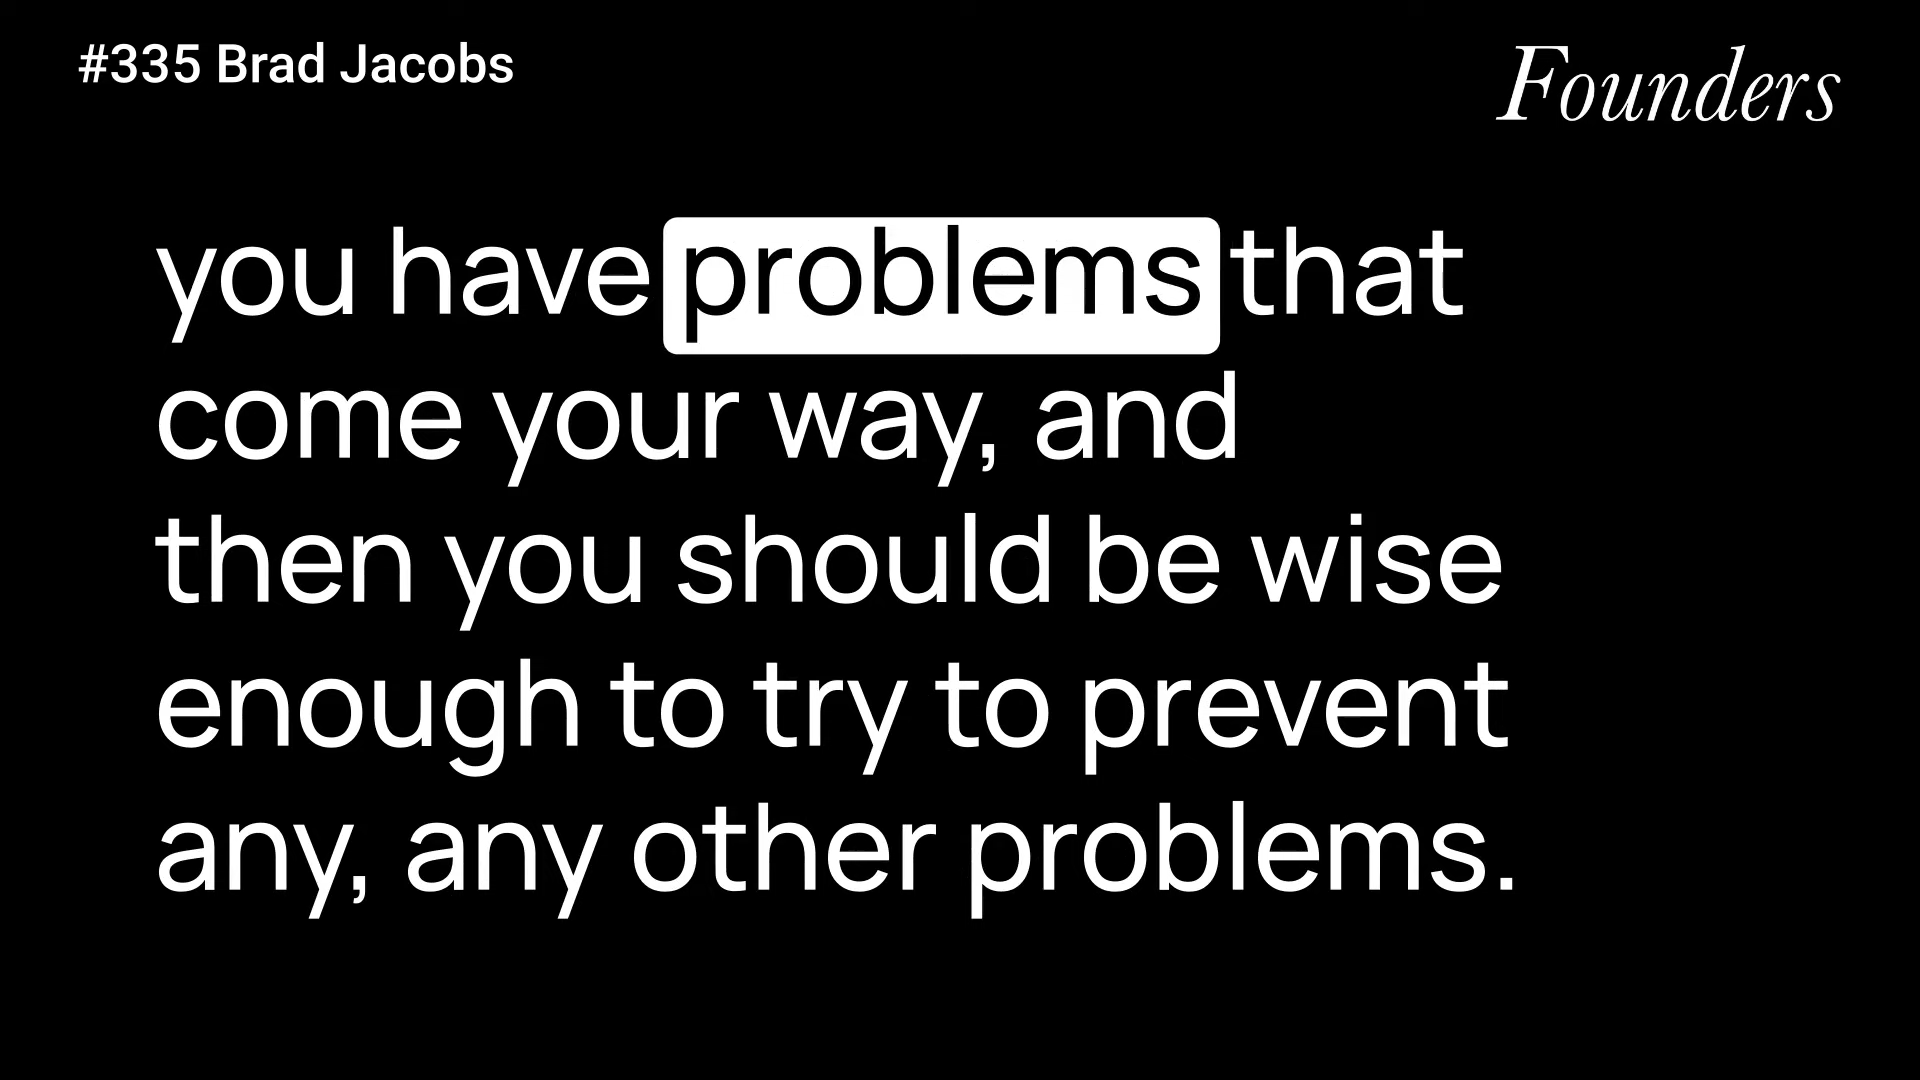 #335 Brad Jacobs
Founders
you have problems that
come your way, and
then you should be wise
enough to try to prevent
any, any other problems.